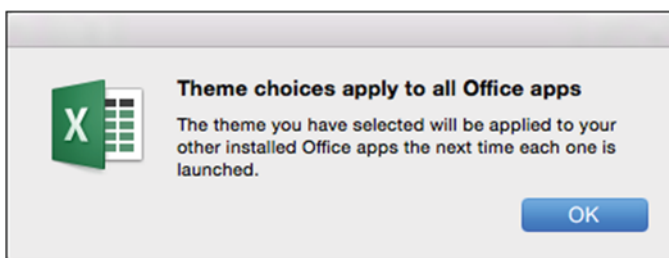 Theme choices apply to all Office apps
The theme you have selected will be applied to your
other installed Office apps the next time each one is
launched.
X
OK